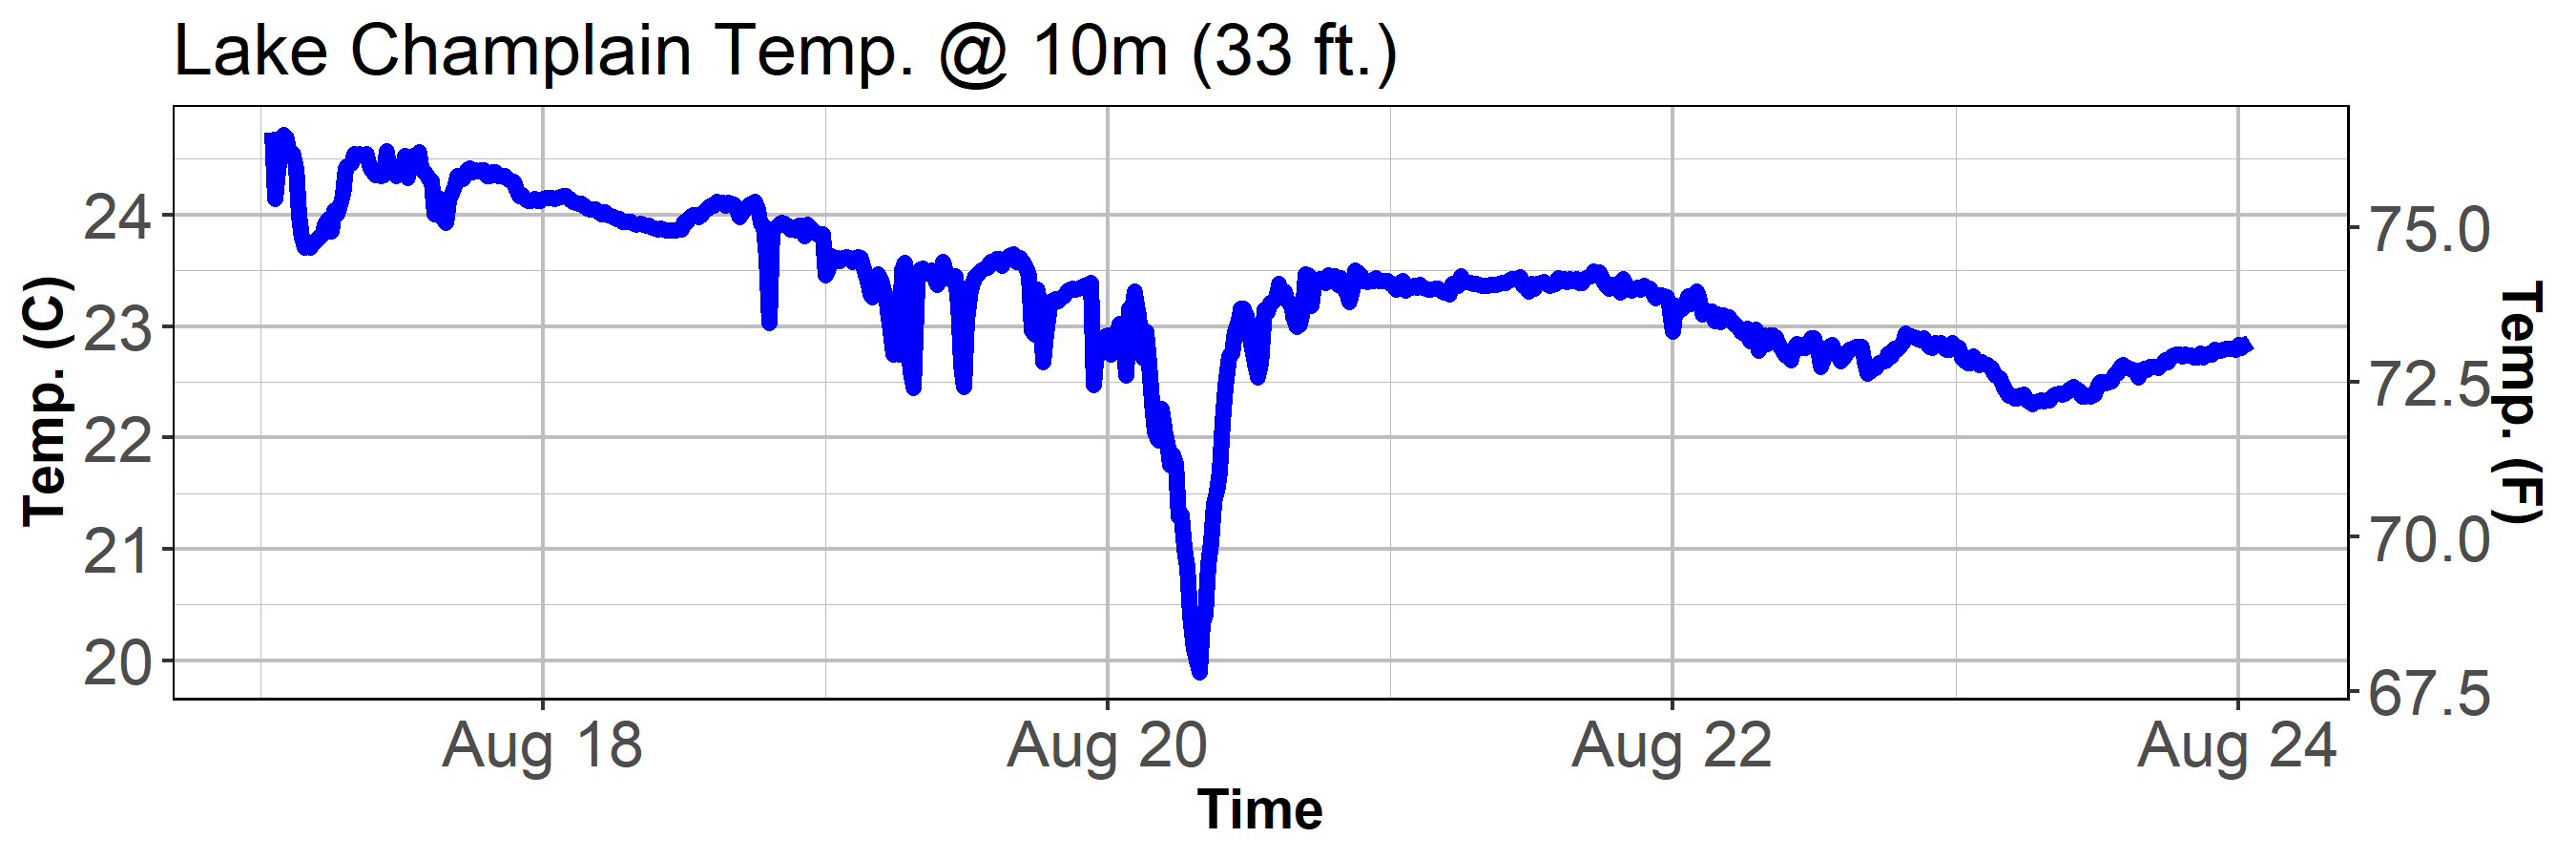 Lake Champlain Temp. @ 10m (33 ft.)
Temp. (C)
24
23
22
21
20
75.0
72.5
70.0
67.5
Temp. (F)
Aug 18
Aug 20
Aug 22
Aug 24
Time